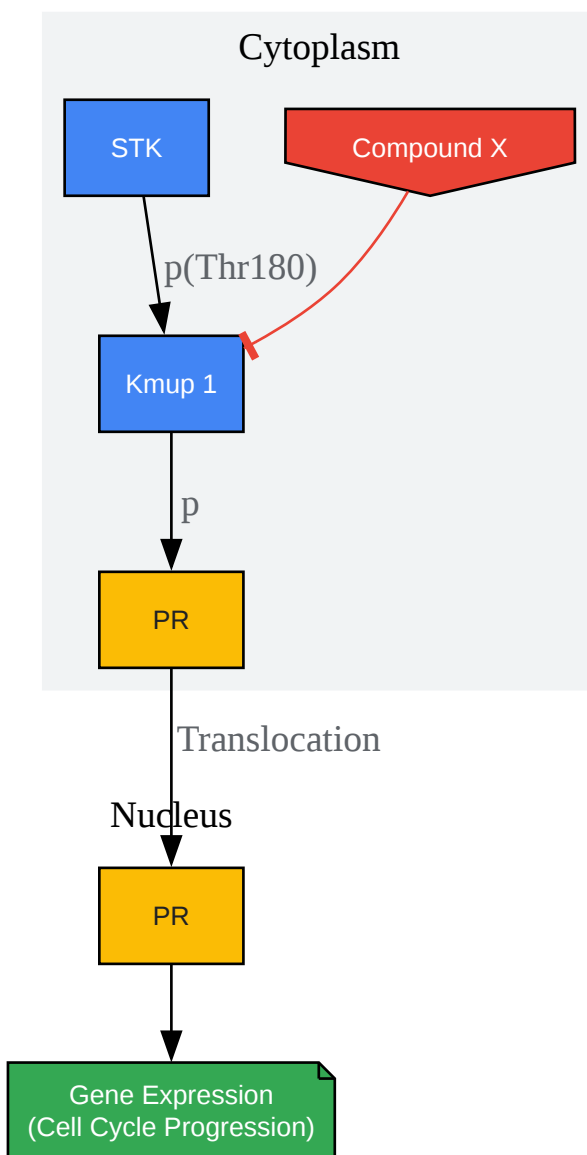 Cytoplasm
STK
Compound X
p(Thr180)
Kmup 1
p
PR
Translocation
Nucleus
PR
Gene Expression
(Cell Cycle Progression)